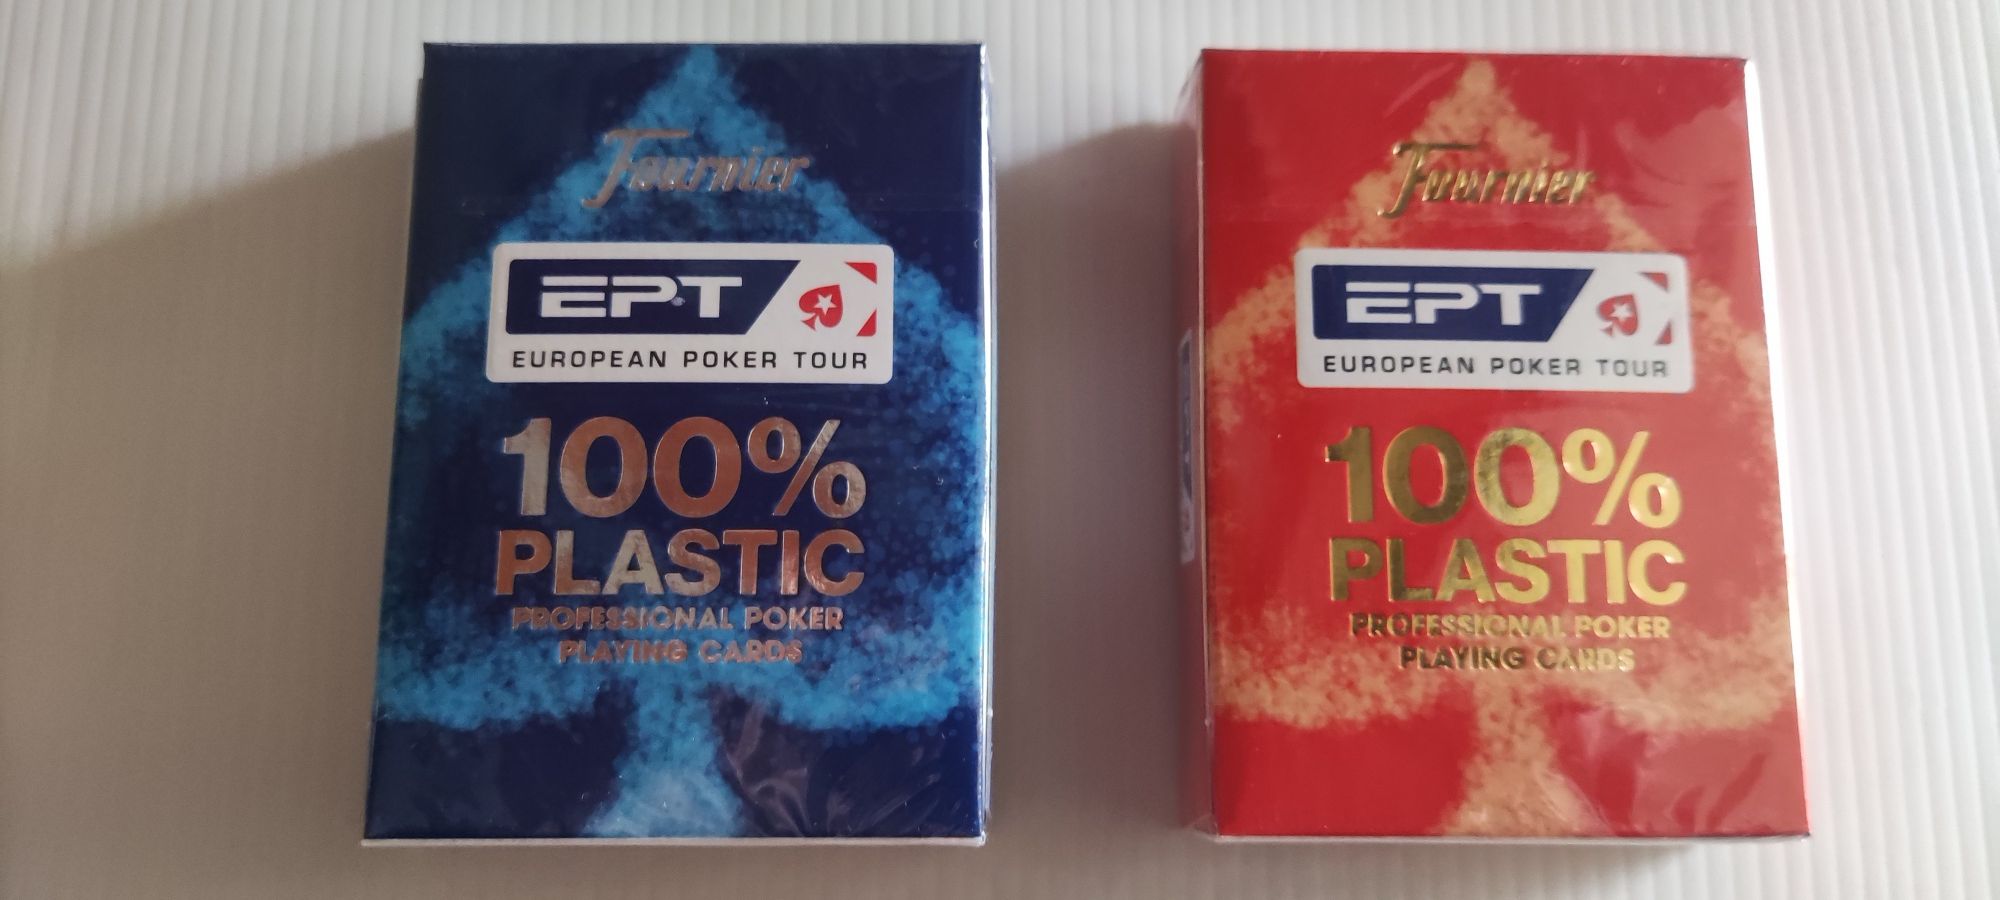 Fournier
EPT
EUROPEAN POKER TOUR
100%
PLASTIC
PROFESSIONAL POKER
PLAYING CARDS
Fournier
EPT
EUROPEAN POKER TOUR
100%
PLASTIC
PROFESSIONAL POKER
PLAYING CARDS